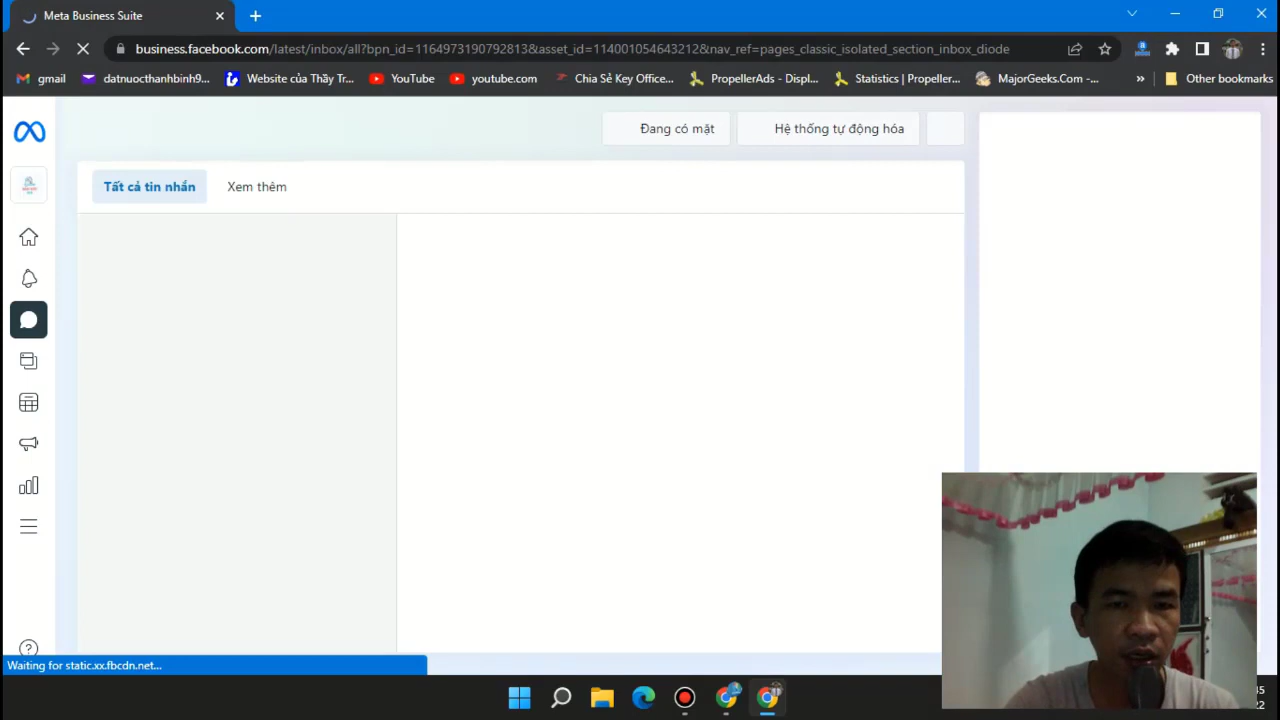 Meta Business Suite
business.facebook.com/latest/inbox/all?bpn_id=1164973190792813&asset_id=114001054643212&nav_ref=pages_classic_isolated_section_inbox_diode
gmail
datnuocthanhbinh9...
Website của Thầy Tr...
YouTube
youtube.com
Chia Sẻ Key Office...
PropellerAds - Displ...
Statistics | Propeller...
MajorGeeks.Com -...
»
Other bookmarks
Đang có mặt
Hệ thống tự động hóa
Tất cả tin nhắn
Xem thêm
Waiting for static.xx.fbcdn.net...